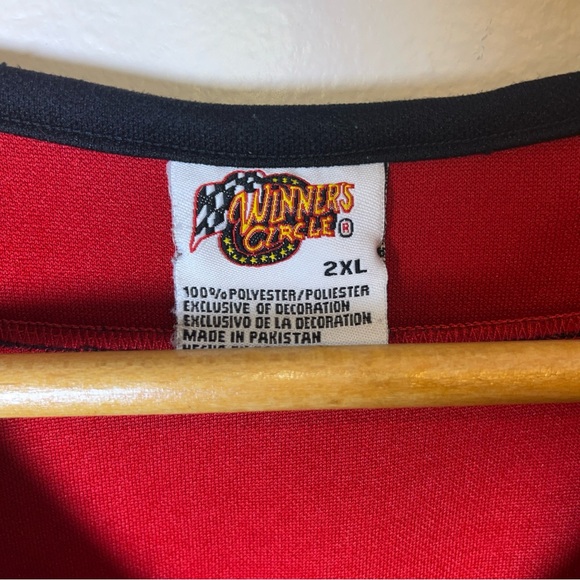 WINNER'S
CIRCLE ®
2XL
100% POLYESTER/POLIESTER
EXCLUSIVE OF DECORATION
EXCLUSIVO DE LA DECORATION
MADE IN PAKISTAN